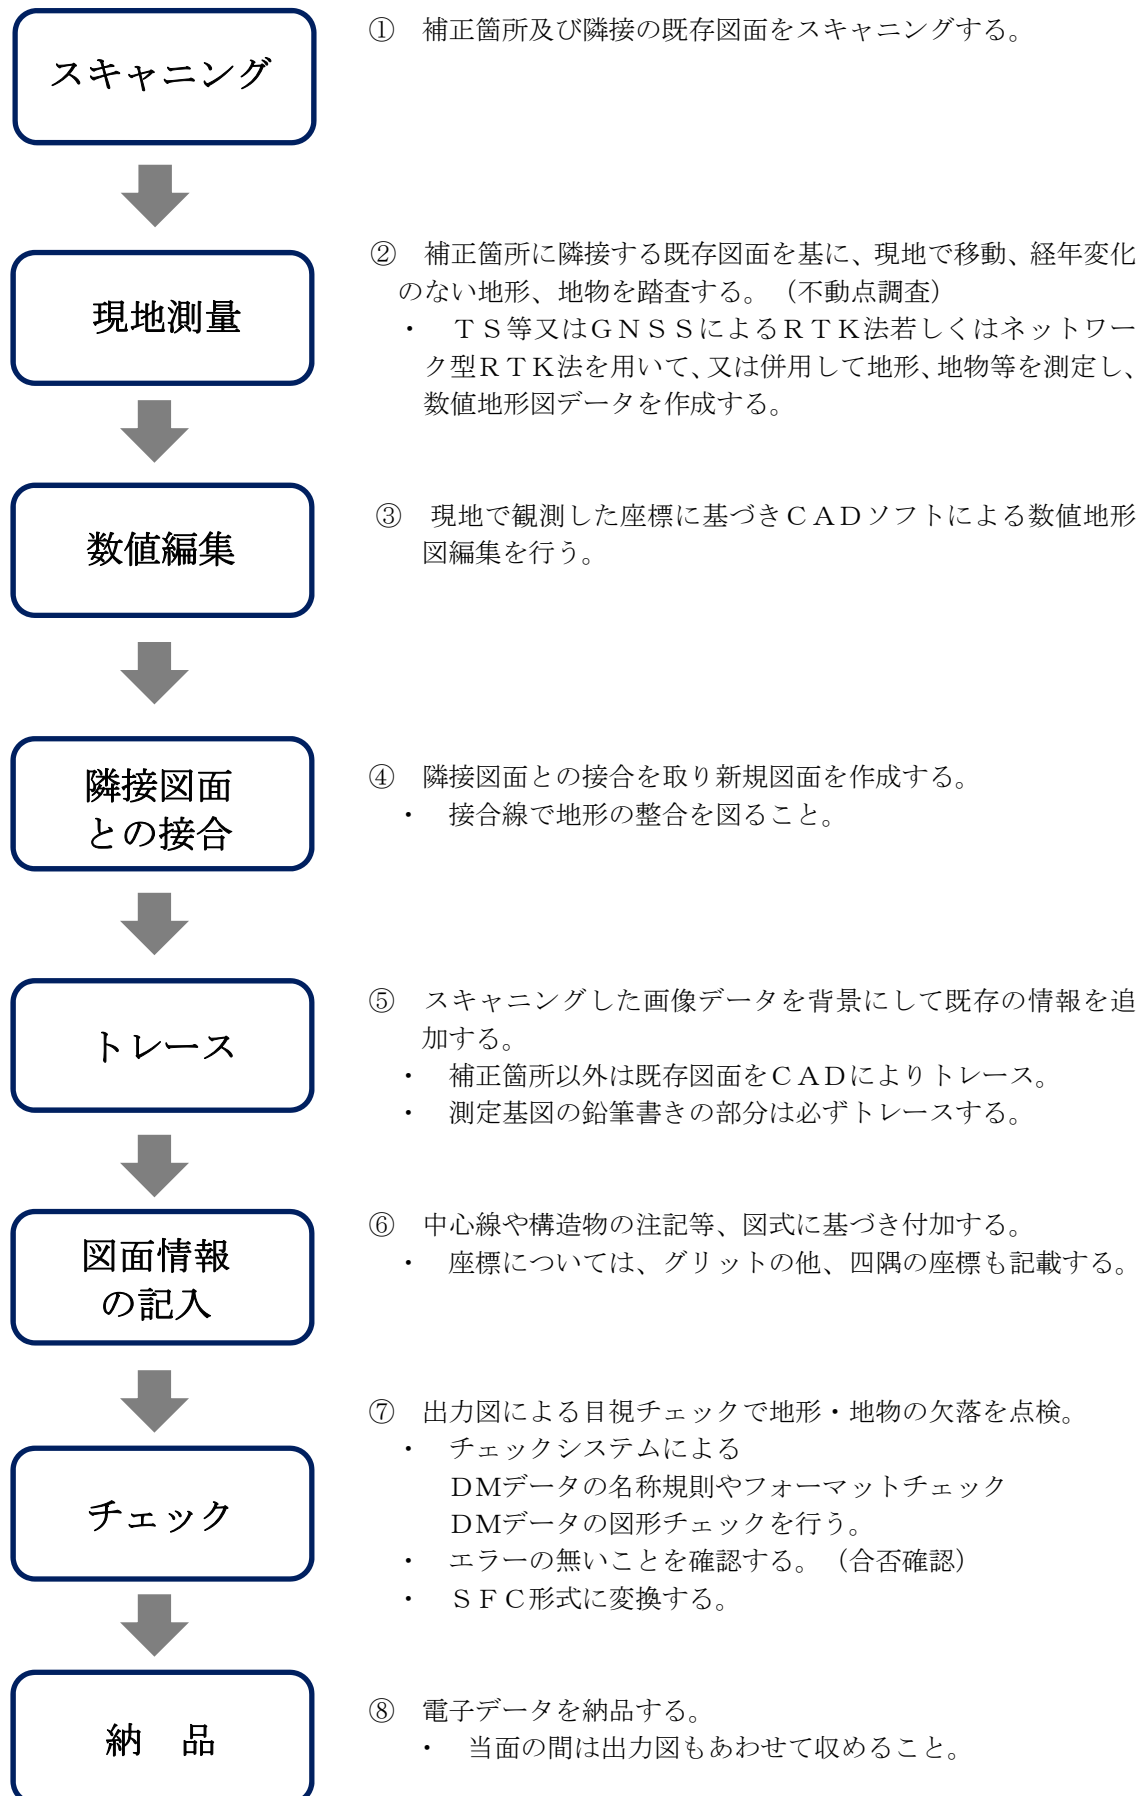 スキャニング
① 補正箇所及び隣接の既存図面をスキャニングする。
現地測量
② 補正箇所に隣接する既存図面を基に、現地で移動、経年変化
のない地形、地物を踏査する。（不動点調査）
・ ＴＳ等又はＧＮＳＳによるＲＴＫ法若しくはネットワー
ク型ＲＴＫ法を用いて、又は併用して地形、地物等を測定し、
数値地形図データを作成する。
数値編集
③ 現地で観測した座標に基づきＣＡＤソフトによる数値地形
図編集を行う。
隣接図面
との接合
④ 隣接図面との接合を取り新規図面を作成する。
・ 接合線で地形の整合を図ること。
トレース
⑤ スキャニングした画像データを背景にして既存の情報を追
加する。
・ 補正箇所以外は既存図面をＣＡＤによりトレース。
・ 測定基図の鉛筆書きの部分は必ずトレースする。
図面情報
の記入
⑥ 中心線や構造物の注記等、図式に基づき付加する。
・ 座標については、グリットの他、四隅の座標も記載する。
チェック
⑦ 出力図による目視チェックで地形・地物の欠落を点検。
・ チェックシステムによる
ＤＭデータの名称規則やフォーマットチェック
ＤＭデータの図形チェックを行う。
・ エラーの無いことを確認する。（合否確認）
・ ＳＦＣ形式に変換する。
納 品
⑧ 電子データを納品する。
・ 当面の間は出力図もあわせて収めること。